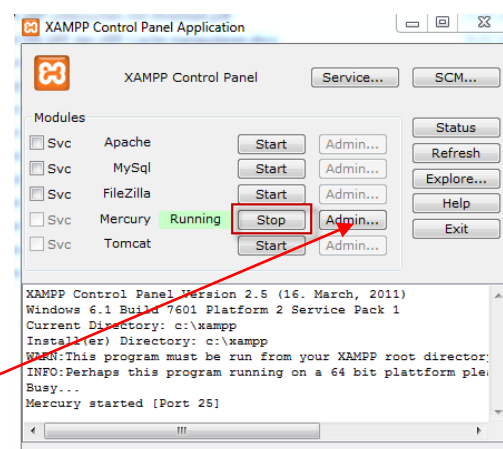 XAMPP Control Panel Application
XAMPP Control Panel
Service...
SCM...
Modules
Svc Apache Start Admin...
Svc MySql Start Admin...
Svc FileZilla Start Admin...
Svc Mercury Running Stop Admin...
Svc Tomcat Start Admin...
Status
Refresh
Explore...
Help
Exit
XAMPP Control Panel Version 2.5 (16. March, 2011)
Windows 6.1 Build 7601 Platform 2 Service Pack 1
Current Directory: c:\xampp
Install(er) Directory: c:\xampp
WARN:This program must be run from your XAMPP root
INFO:Perhaps this program running on a 64 bit plattform
Busy...
Mercury started [Port 25]